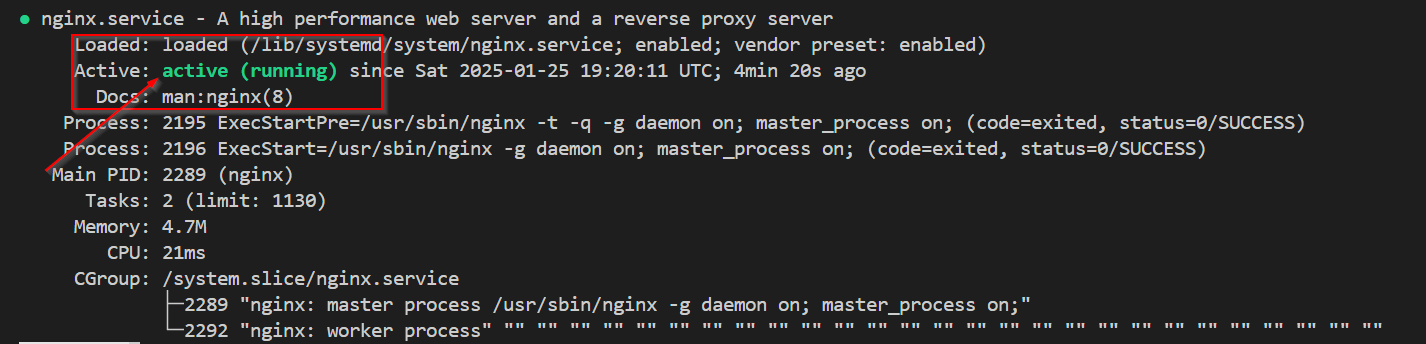 ● nginx.service - A high performance web server and a reverse proxy server
Loaded: loaded (/lib/systemd/system/nginx.service; enabled; vendor preset: enabled)
Active: active (running) since Sat 2025-01-25 19:20:11 UTC; 4min 20s ago
Docs: man:nginx(8)
Process: 2195 ExecStartPre=/usr/sbin/nginx -t -q -g daemon on; master_process on; (code=exited, status=0/SUCCESS)
Process: 2196 ExecStart=/usr/sbin/nginx -g daemon on; master_process on; (code=exited, status=0/SUCCESS)
Main PID: 2289 (nginx)
Tasks: 2 (limit: 1130)
Memory: 4.7M
CPU: 21ms
CGroup: /system.slice/nginx.service
├─2289 "nginx: master process /usr/sbin/nginx -g daemon on; master_process on;"
└─2292 "nginx: worker process" "" "" "" "" "" "" "" "" "" "" "" "" "" "" "" "" "" "" "" "" "" "" "" "" "" "" ""